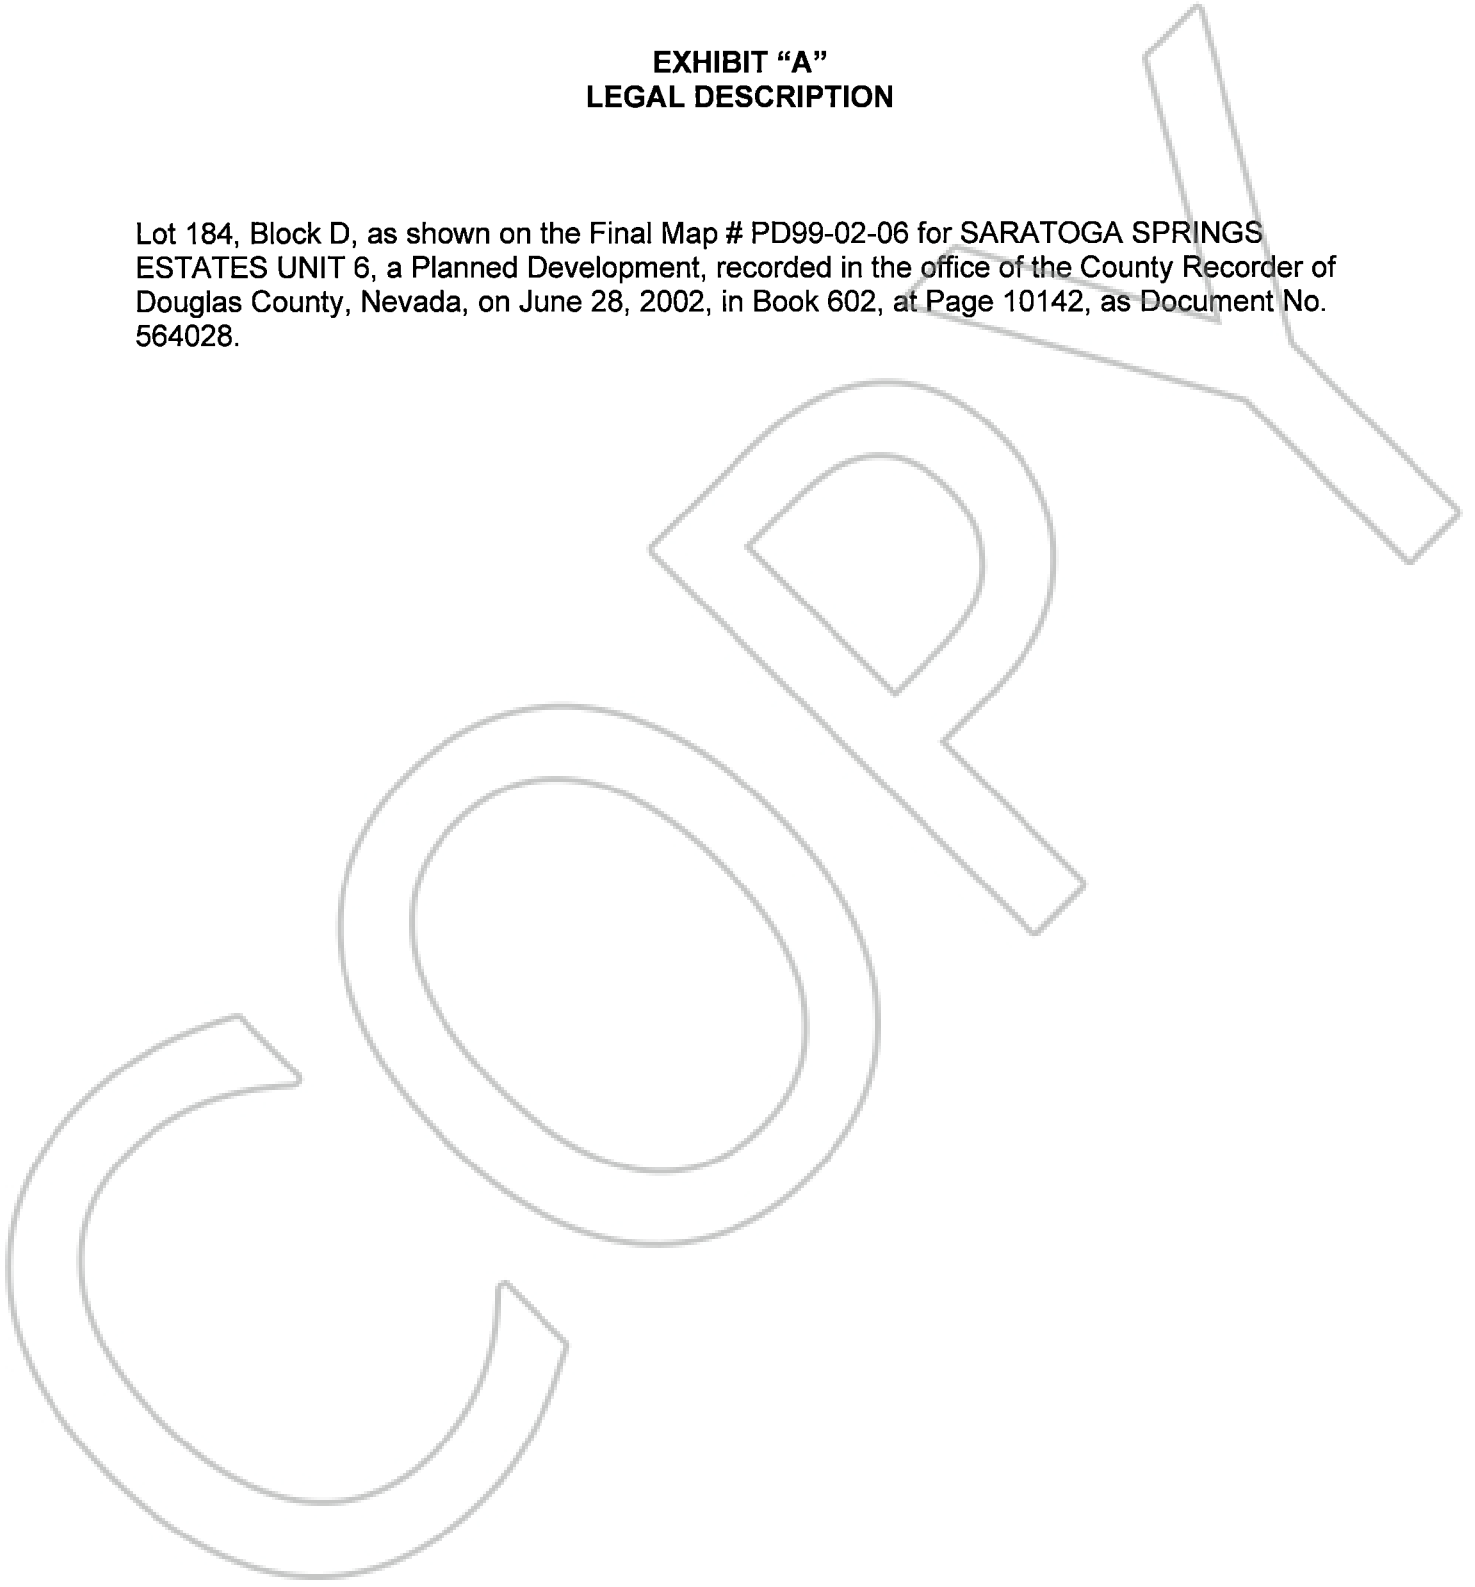 EXHIBIT “A”
LEGAL DESCRIPTION
Lot 184, Block D, as shown on the Final Map # PD99-02-06 for SARATOGA SPRINGS
ESTATES UNIT 6, a Planned Development, recorded in the office of the County Recorder of
Douglas County, Nevada, on June 28, 2002, in Book 602, at Page 10142, as Document No.
564028.
COPY